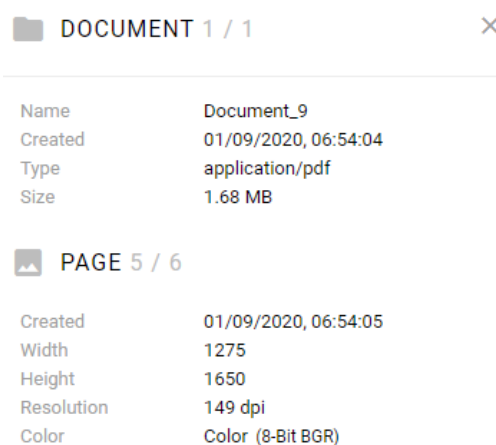 DOCUMENT 1 / 1
Name Document_9
Created 01/09/2020, 06:54:04
Type application/pdf
Size 1.68 MB
PAGE 5 / 6
Created 01/09/2020, 06:54:05
Width 1275
Height 1650
Resolution 149 dpi
Color Color (8-Bit BGR)